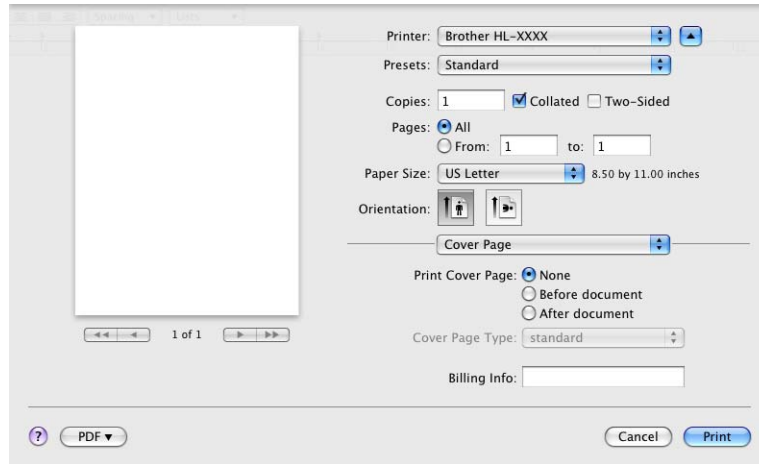 Printer: Brother HL-XXXX
Presets: Standard
Copies: 1 Collated Two-Sided
Pages: All
From: 1 to: 1
Paper Size: US Letter 8.50 by 11.00 inches
Orientation:
Cover Page
Print Cover Page: None
Before document
After document
1 of 1
Cover Page Type: standard
Billing Info:
? PDF
Cancel Print